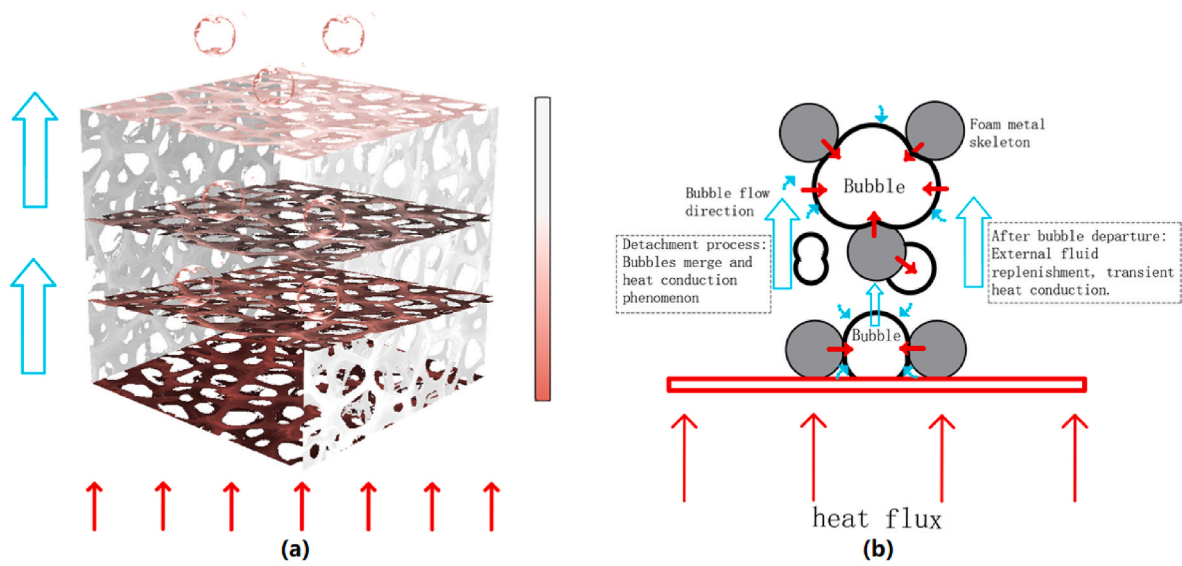 (a)
Foam metal
skeleton
Bubble
Bubble flow
direction
Detachment process:
Bubbles merge and
heat conduction
phenomenon
After bubble departure:
External fluid
replenishment, transient
heat conduction.
Bubble
heat flux
(b)